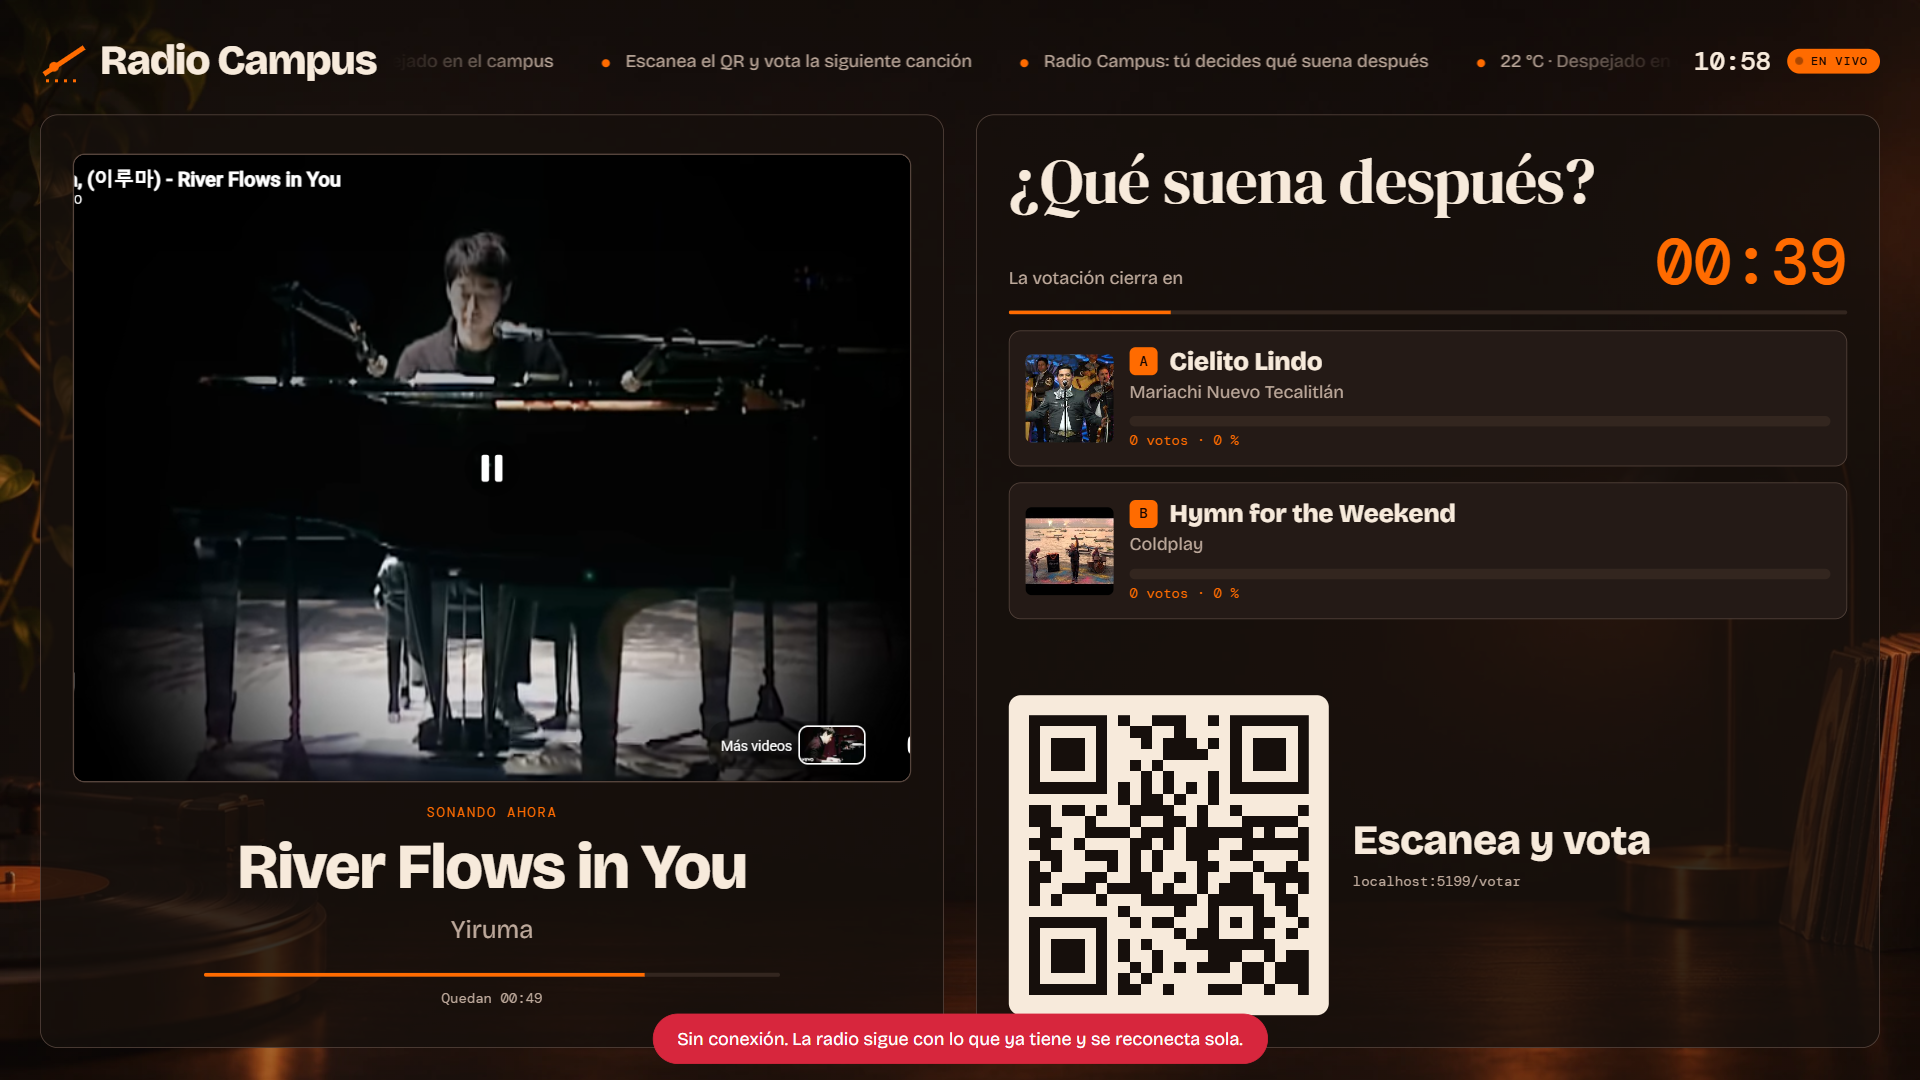 Radio Campus
ejado en el campus
Escanea el QR y vota la siguiente canción
Radio Campus: tú decides qué suena después
22 °C · Despejado en
10:58
EN VIVO
, (이루마) - River Flows in You
o
Más videos
SONANDO AHORA
River Flows in You
Yiruma
Quedan 00:49
¿Qué suena después?
La votación cierra en
00:39
A Cielito Lindo
Mariachi Nuevo Tecalitlán
0 votos · 0 %
B Hymn for the Weekend
Coldplay
0 votos · 0 %
Escanea y vota
localhost:5199/votar
Sin conexión. La radio sigue con lo que ya tiene y se reconecta sola.